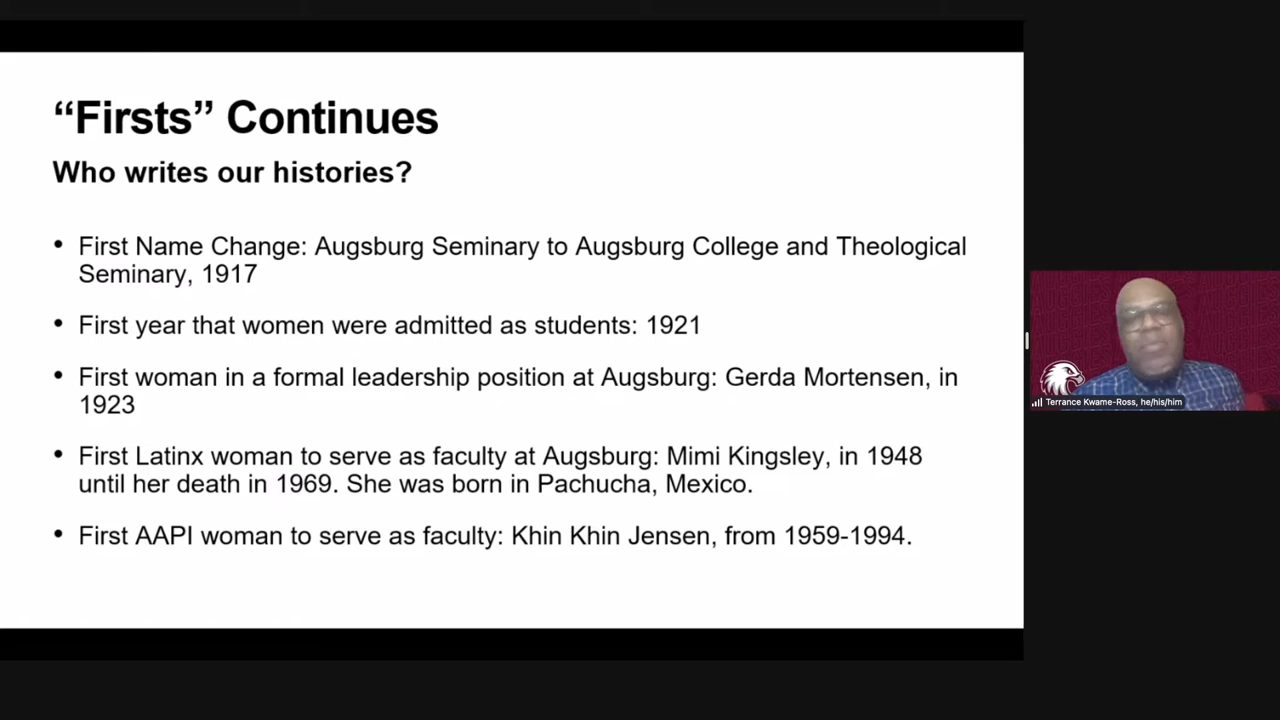 “Firsts” Continues
Who writes our histories?
• First Name Change: Augsburg Seminary to Augsburg College and Theological
Seminary, 1917
• First year that women were admitted as students: 1921
• First woman in a formal leadership position at Augsburg: Gerda Mortensen, in
1923
• First Latinx woman to serve as faculty at Augsburg: Mimi Kingsley, in 1948
until her death in 1969. She was born in Pachucha, Mexico.
• First AAPI woman to serve as faculty: Khin Khin Jensen, from 1959-1994.
Terrance Kwame-Ross, he/his/him